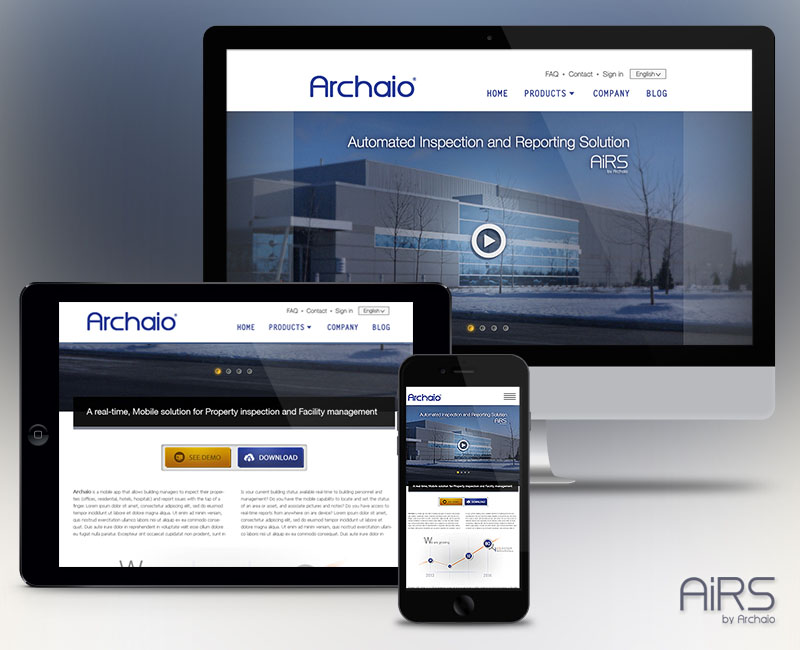 Archaio®
FAQ • Contact • Sign in English
HOME PRODUCTS COMPANY BLOG
Automated Inspection and Reporting Solution
AiRS
by Archaio
Archaio®
FAQ • Contact • Sign in English
HOME PRODUCTS COMPANY BLOG
A real-time, Mobile solution for Property inspection and Facility management
SEE DEMO DOWNLOAD
Archaio is a mobile app that allows building managers to inspect their proper-
ties (offices, residential, hotels, hospitals) and report issues with the tap of a
finger. Lorem ipsum dolor sit amet, consectetur adipiscing elit, sed do eiusmod
tempor incididunt ut labore et dolore magna aliqua. Ut enim ad minim veniam,
quis nostrud exercitation ullamco laboris nisi ut aliquip ex ea commodo conse-
quat. Duis aute irure dolor in reprehenderit in voluptate velit esse cillum dolore
eu fugiat nulla pariatur. Excepteur sint occaecat cupidatat non proident, sunt in
Is your current building status available real-time to building personnel and
management? Do you have the mobile capability to locate and set the status
of an area or asset, and associate pictures and notes? Do you have access to
real-time reports from anywhere on any device? Lorem ipsum dolor sit amet,
consectetur adipiscing elit, sed do eiusmod tempor incididunt ut labore et
dolore magna aliqua. Ut enim ad minim veniam, quis nostrud exercitation ullam-
co laboris nisi ut aliquip ex ea commodo consequat. Duis aute irure dolor in
Archaio
Automated Inspection and Reporting Solution
AiRS
A real-time, Mobile solution for Property inspection and Facility management
SEE DEMO DOWNLOAD
We are growing
2013
AiRS
by Archaio